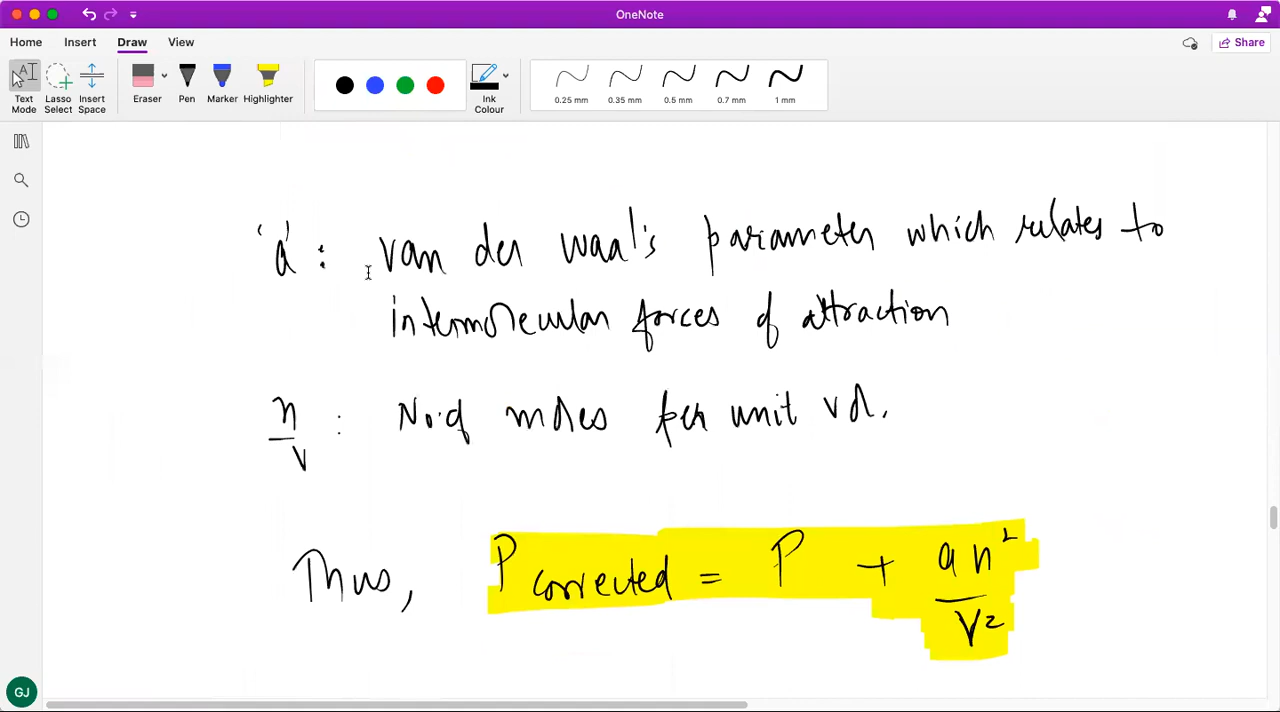 OneNote
Home Insert Draw View
Share
Text Mode
Lasso Select
Insert Space
Eraser
Pen
Marker
Highlighter
Ink Colour
0.25 mm
0.35 mm
0.5 mm
0.7 mm
1 mm
'a' : van der waal's parameter which relates to
intermolecular forces of attraction
n/V : No. of moles per unit vol.
Thus, P corrected = P + an²/V²
GJ